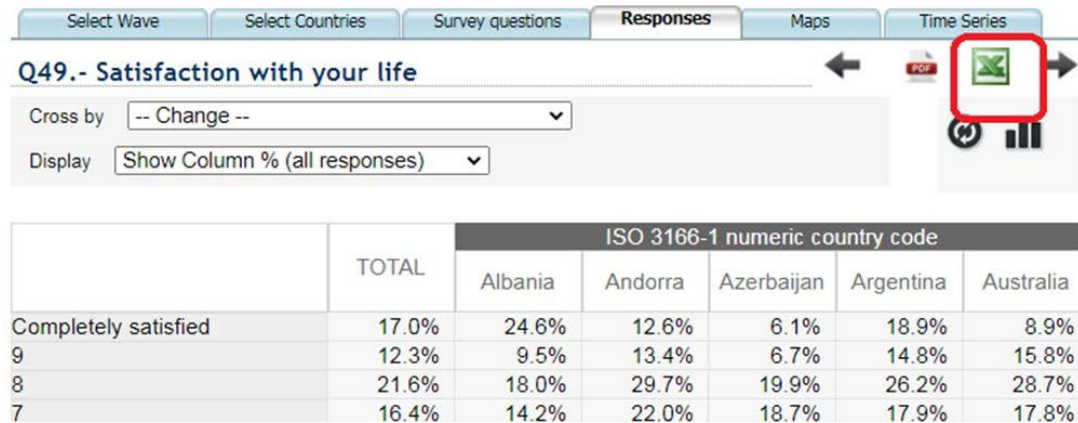 Select Wave Select Countries Survey questions Responses Maps Time Series
Q49.- Satisfaction with your life
PDF
Cross by -- Change --
Display Show Column % (all responses)
ISO 3166-1 numeric country code
TOTAL Albania Andorra Azerbaijan Argentina Australia
Completely satisfied 17.0% 24.6% 12.6% 6.1% 18.9% 8.9%
9 12.3% 9.5% 13.4% 6.7% 14.8% 15.8%
8 21.6% 18.0% 29.7% 19.9% 26.2% 28.7%
7 16.4% 14.2% 22.0% 18.7% 17.9% 17.8%